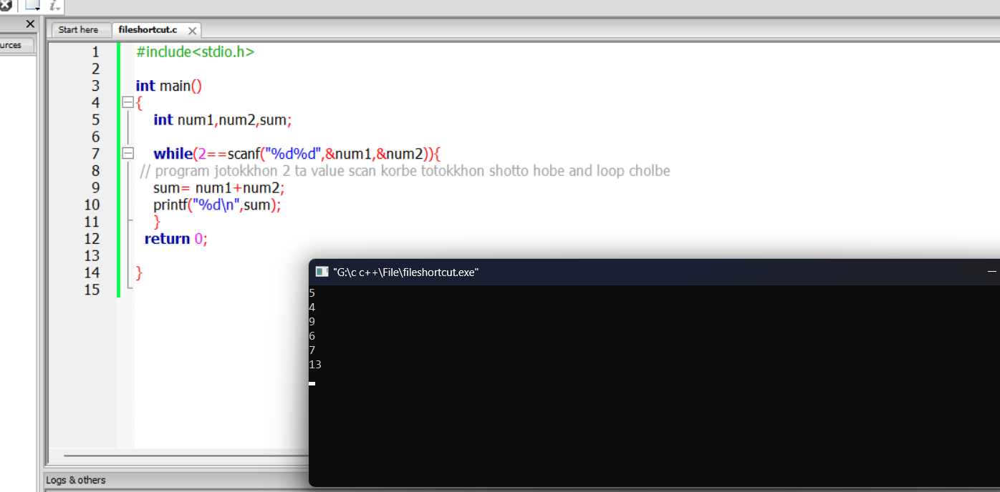 Start here
fileshortcut.c
urces
1 #include<stdio.h>
2
3 int main()
4 {
5 int num1,num2,sum;
6
7 while(2==scanf("%d%d",&num1,&num2)){
8 // program jotokkhon 2 ta value scan korbe totokkhon shotto hobe and loop cholbe
9 sum= num1+num2;
10 printf("%d\n",sum);
11 }
12 return 0;
13
14 }
15
"G:\c c++\File\fileshortcut.exe"
5
4
9
6
7
13
Logs & others